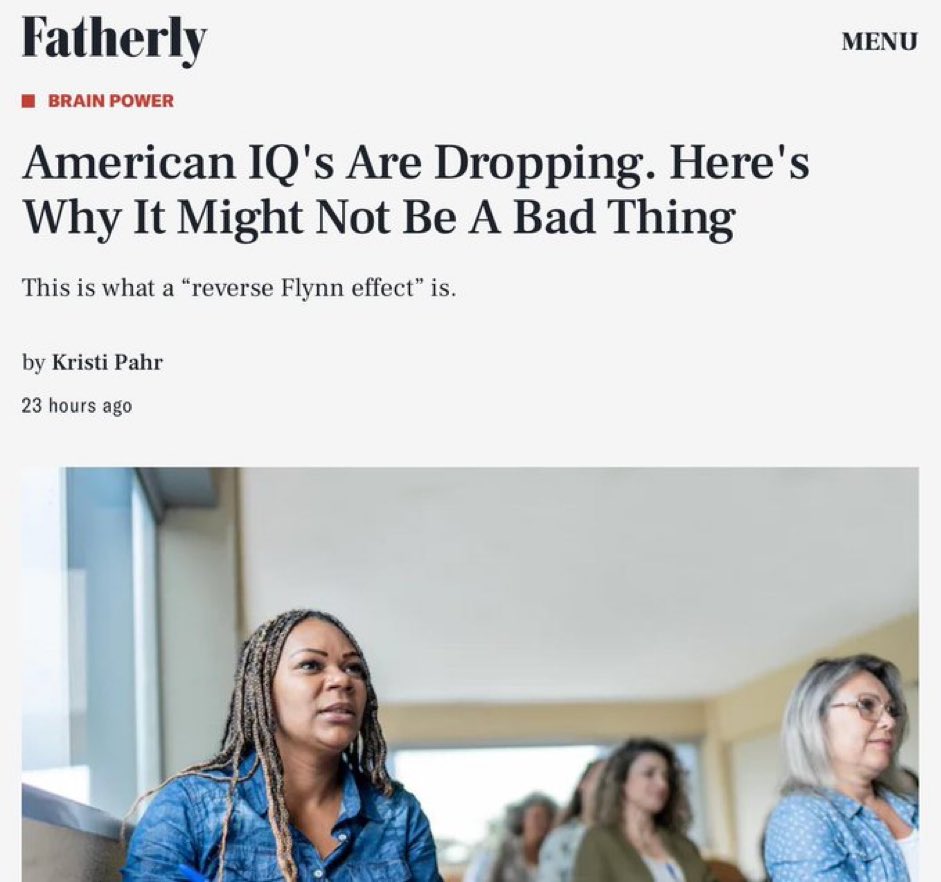 Fatherly
MENU
BRAIN POWER
American IQ's Are Dropping. Here's
Why It Might Not Be A Bad Thing
This is what a “reverse Flynn effect” is.
by Kristi Pahr
23 hours ago